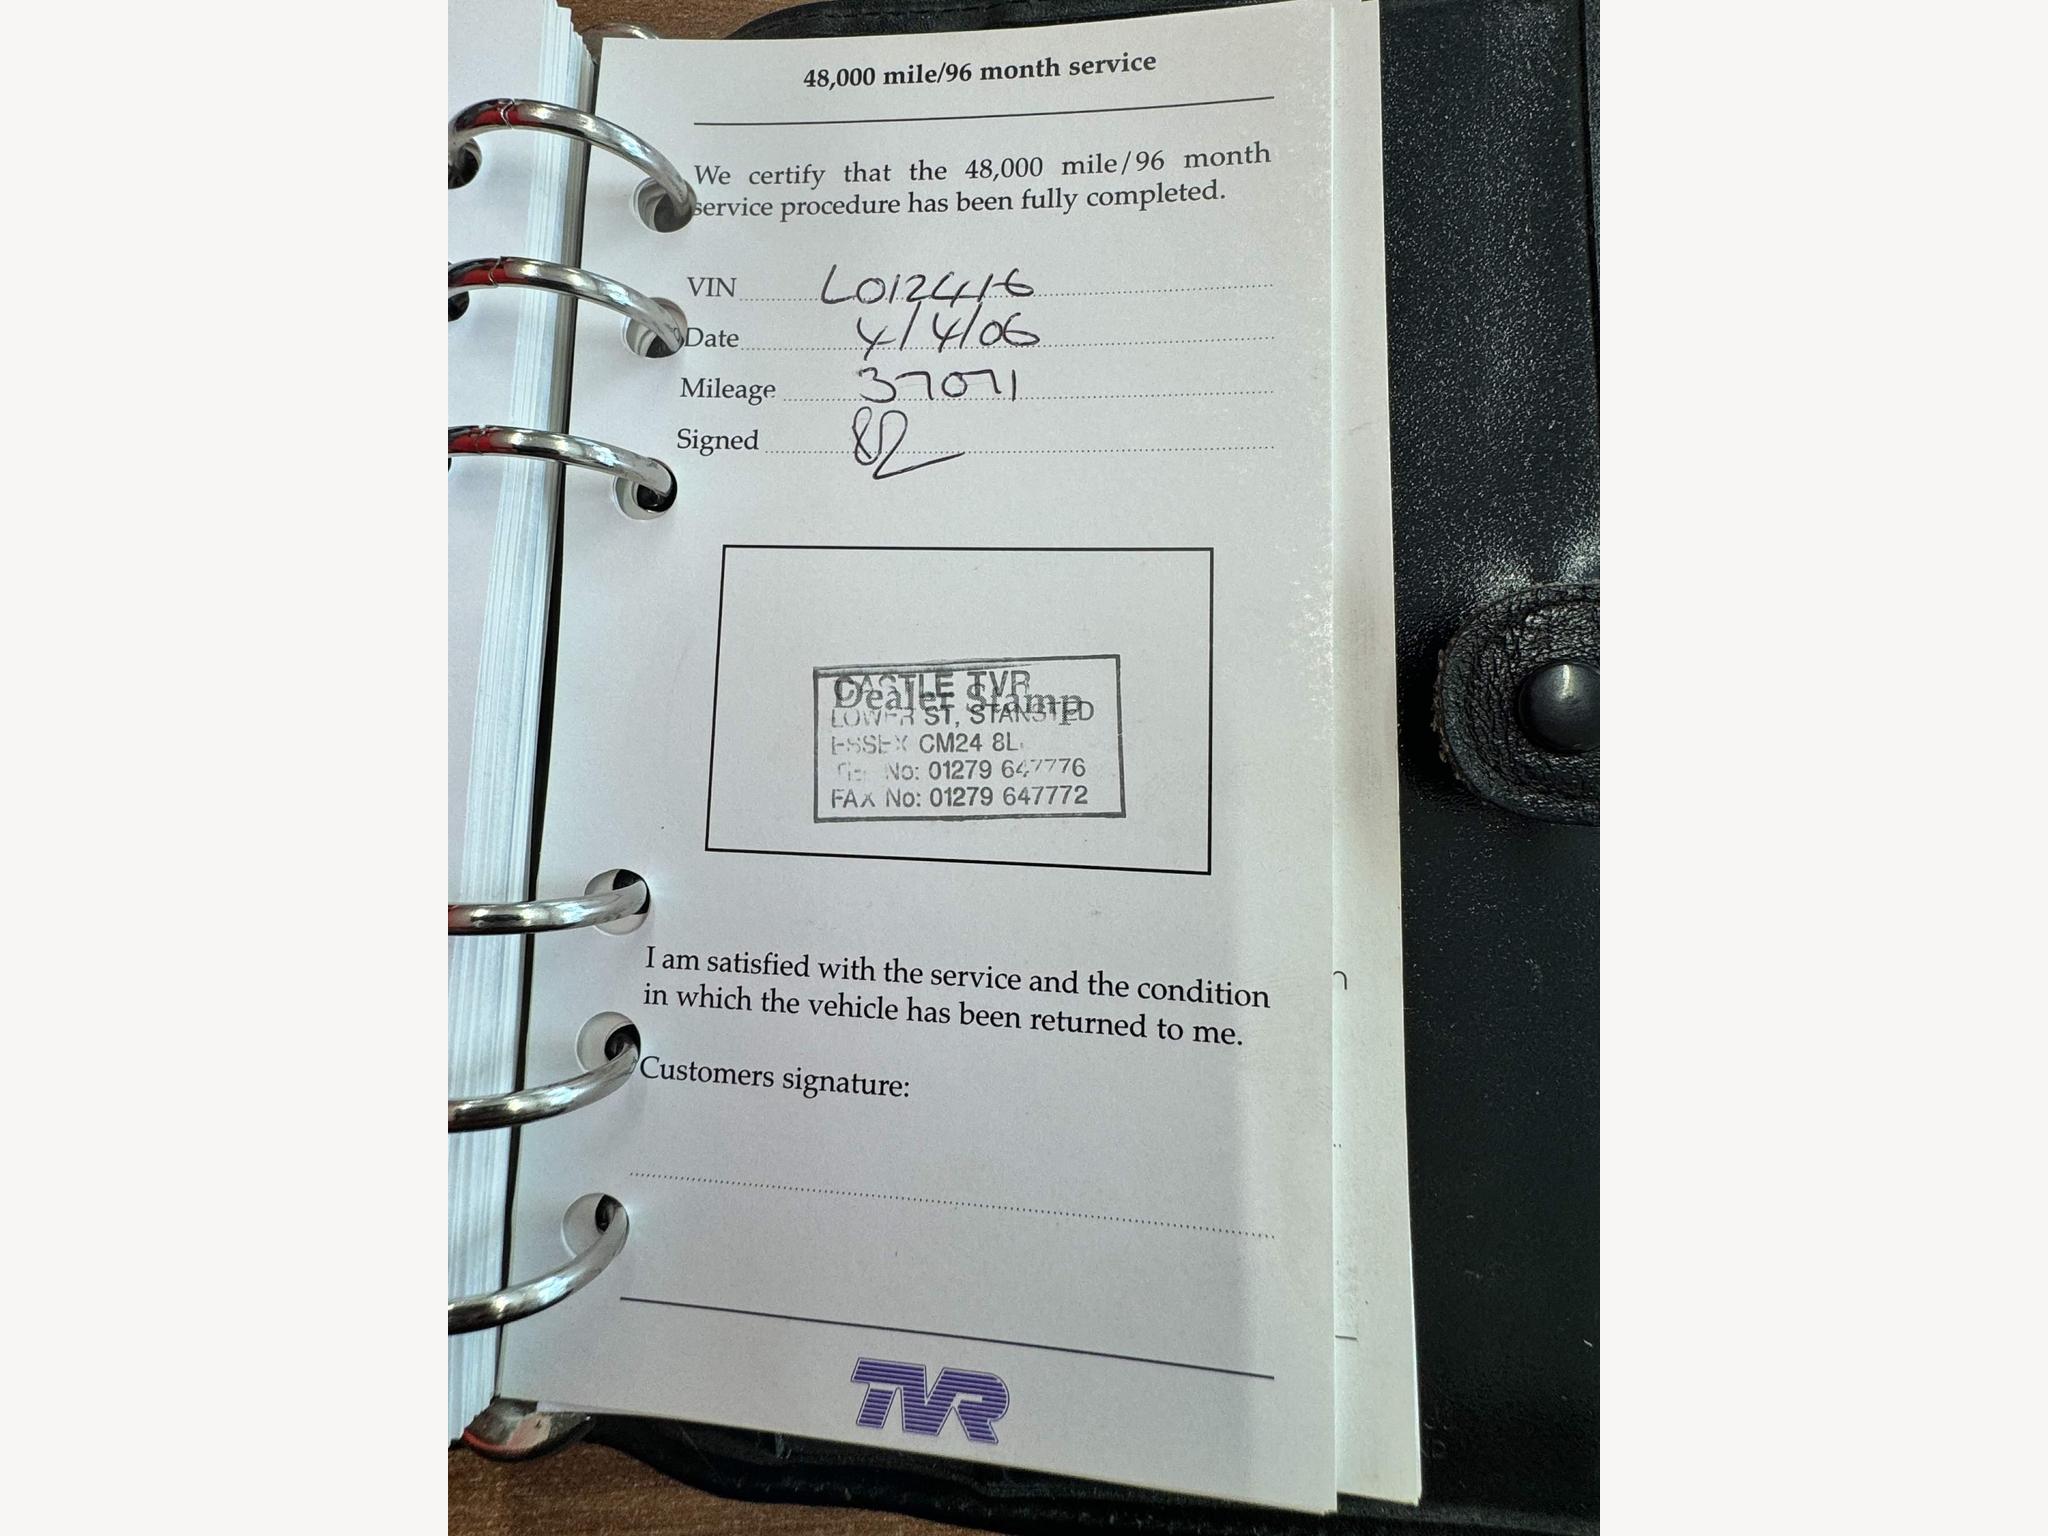 48,000 mile/96 month service
We certify that the 48,000 mile/96 month
service procedure has been fully completed.
VIN L012416
Date 4/4/06
Mileage 37071
Signed
CASTLE TVR
Dealer Stamp
LOWER ST, STANSTED
ESSEX CM24 8L
No: 01279 647776
FAX No: 01279 647772
I am satisfied with the service and the condition
in which the vehicle has been returned to me.
Customers signature:
TVR